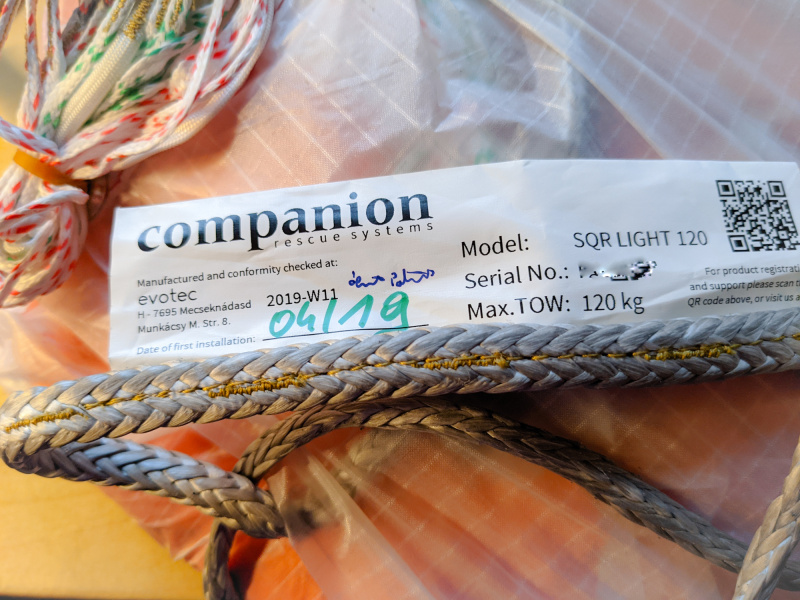 companion
rescue systems
Manufactured and conformity checked at:
evotec
H - 7695 Mecseknádasd
Munkácsy M. Str. 8.
2019-W11
Date of first installation:
04/19
Model: SQR LIGHT 120
Serial No.:
Max.TOW: 120 kg
For product registrati
and support please scan t
QR code above, or visit us a